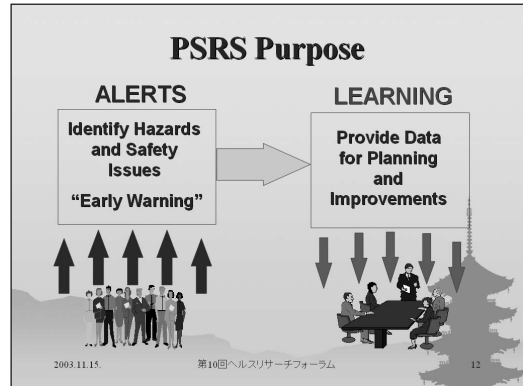 PSRS Purpose
ALERTS
Identify Hazards
and Safety
Issues
“Early Warning”
LEARNING
Provide Data
for Planning
and
Improvements
2003.11.15.
第10回ヘルスリサーチフォーラム
12